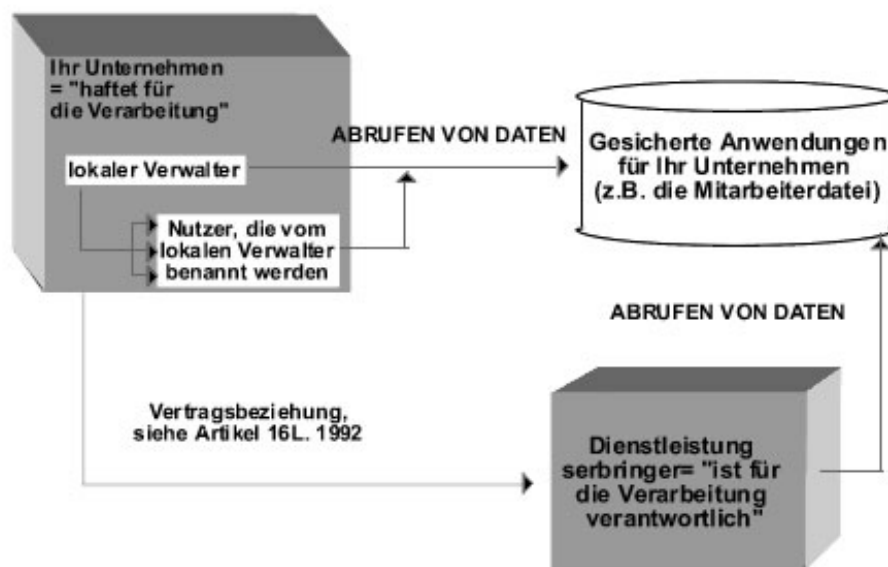 Ihr Unternehmen
= "haftet für
die Verarbeitung"
ABRUFEN VON DATEN
lokaler Verwalter
Nutzer, die vom
lokalen Verwalter
benannt werden
Gesicherte Anwendungen
für Ihr Unternehmen
(z.B. die Mitarbeiterdatei)
ABRUFEN VON DATEN
Vertragsbeziehung,
siehe Artikel 16L. 1992
Dienstleistung
serbringer= "ist für
die Verarbeitung
verantwortlich"